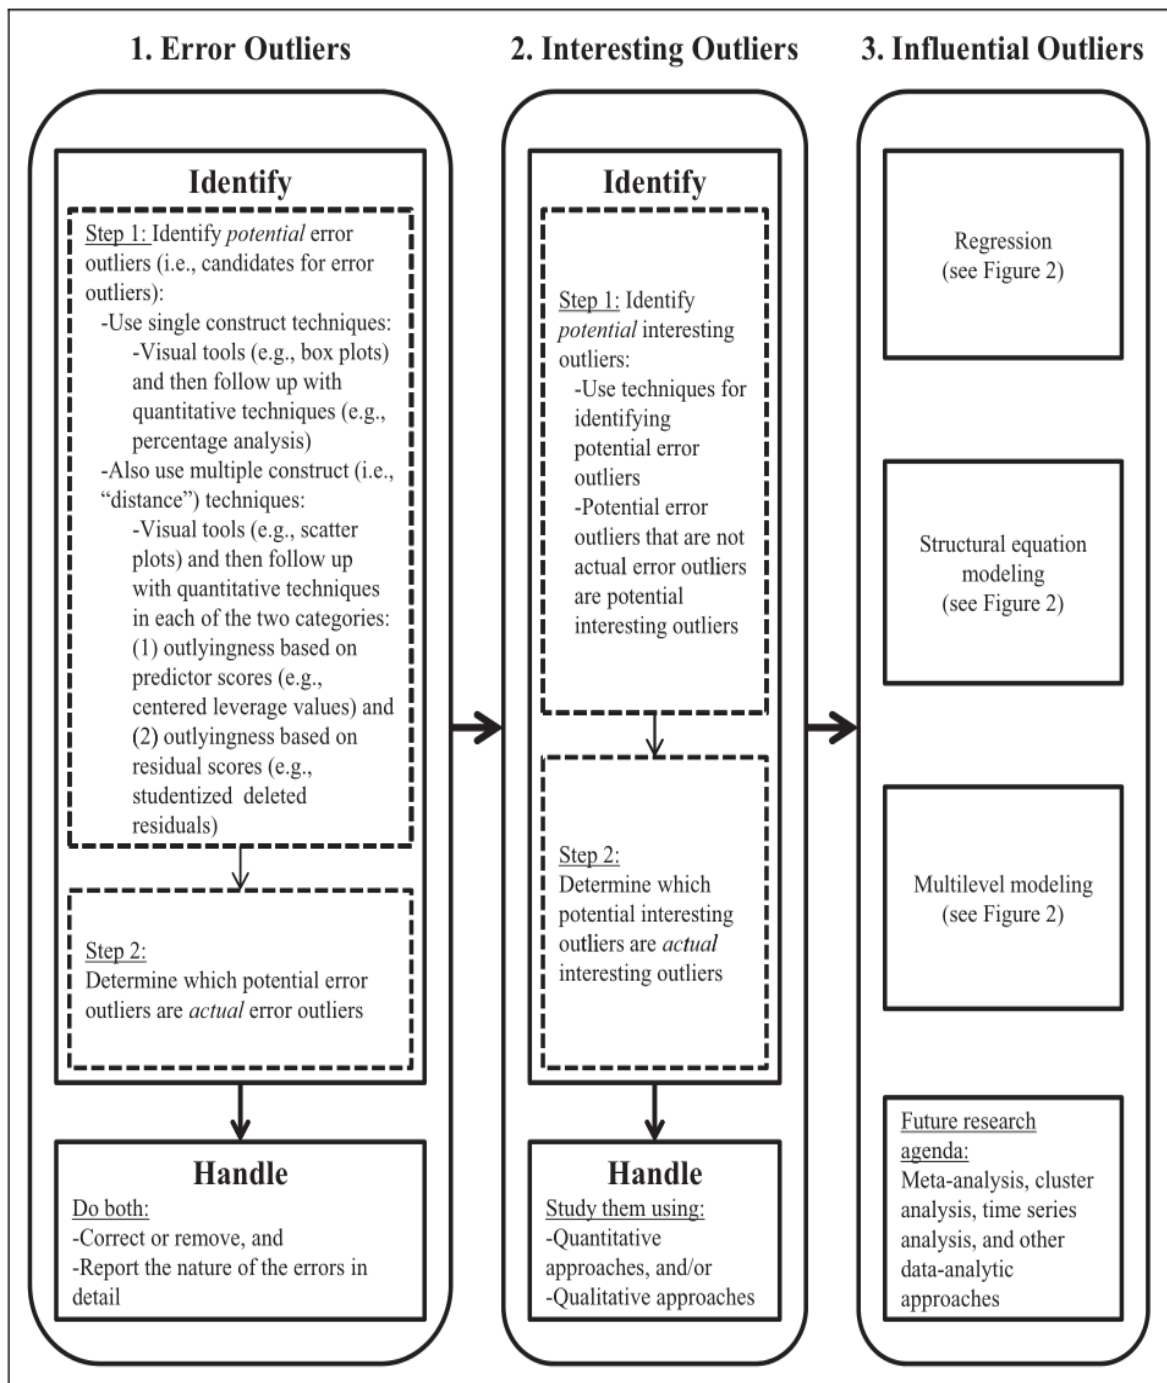 1. Error Outliers
Identify
Step 1: Identify potential error
outliers (i.e., candidates for error
outliers):
-Use single construct techniques:
-Visual tools (e.g., box plots)
and then follow up with
quantitative techniques (e.g.,
percentage analysis)
-Also use multiple construct (i.e.,
“distance”) techniques:
-Visual tools (e.g., scatter
plots) and then follow up
with quantitative techniques
in each of the two categories:
(1) outlyingness based on
predictor scores (e.g.,
centered leverage values) and
(2) outlyingness based on
residual scores (e.g.,
studentized deleted
residuals)
Step 2:
Determine which potential error
outliers are actual error outliers
Handle
Do both:
-Correct or remove, and
-Report the nature of the errors in
detail
2. Interesting Outliers
Identify
Step 1: Identify
potential interesting
outliers:
-Use techniques for
identifying
potential error
outliers
-Potential error
outliers that are not
actual error outliers
are potential
interesting outliers
Step 2:
Determine which
potential interesting
outliers are actual
interesting outliers
Handle
Study them using:
-Quantitative
approaches, and/or
-Qualitative approaches
3. Influential Outliers
Regression
(see Figure 2)
Structural equation
modeling
(see Figure 2)
Multilevel modeling
(see Figure 2)
Future research
agenda:
Meta-analysis, cluster
analysis, time series
analysis, and other
data-analytic
approaches